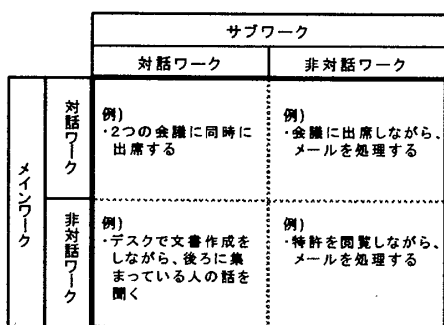 サブワーク
対話ワーク
非対話ワーク
メインワーク
対話ワーク
例)
・2つの会議に同時に
出席する
例)
・会議に出席しながら、
メールを処理する
非対話ワーク
例)
・デスクで文書作成を
しながら、後ろに集
まっている人の話を
聞く
例)
・特許を閲覧しながら、
メールを処理する